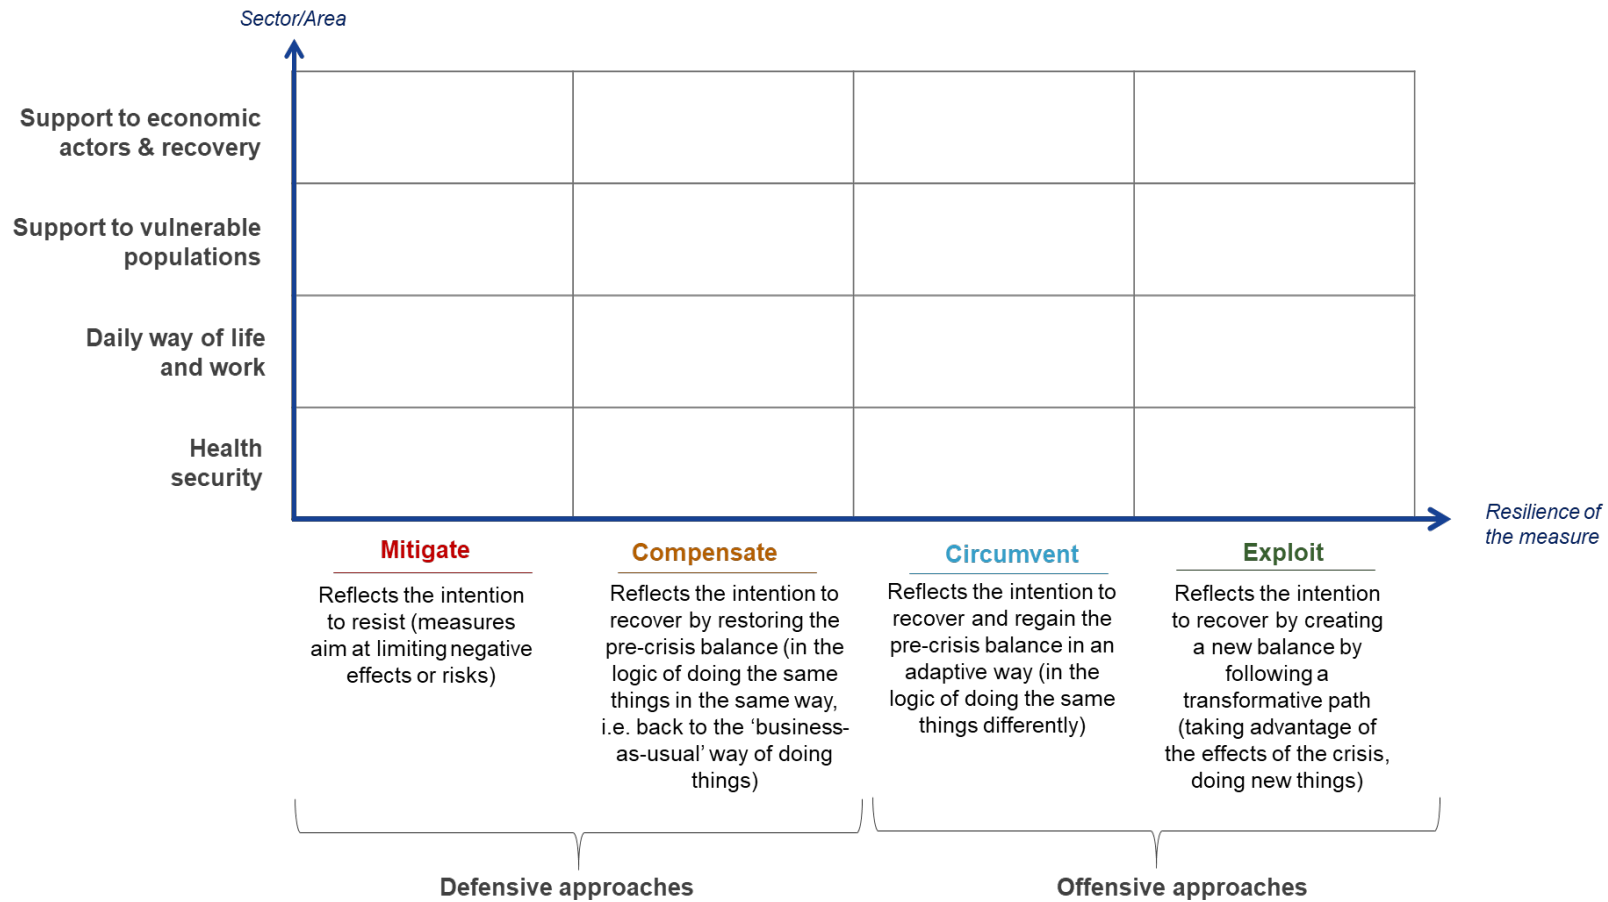 Sector/Area
Support to economic
actors & recovery
Support to vulnerable
populations
Daily way of life
and work
Health
security
Resilience of
the measure
Mitigate
Reflects the intention
to resist (measures
aim at limiting negative
effects or risks)
Compensate
Reflects the intention to
recover by restoring the
pre-crisis balance (in the
logic of doing the same
things in the same way,
i.e. back to the ‘business-
as-usual’ way of doing
things)
Circumvent
Reflects the intention to
recover and regain the
pre-crisis balance in an
adaptive way (in the
logic of doing the same
things differently)
Exploit
Reflects the intention
to recover by creating
a new balance by
following a
transformative path
(taking advantage of
the effects of the crisis,
doing new things)
Defensive approaches
Offensive approaches